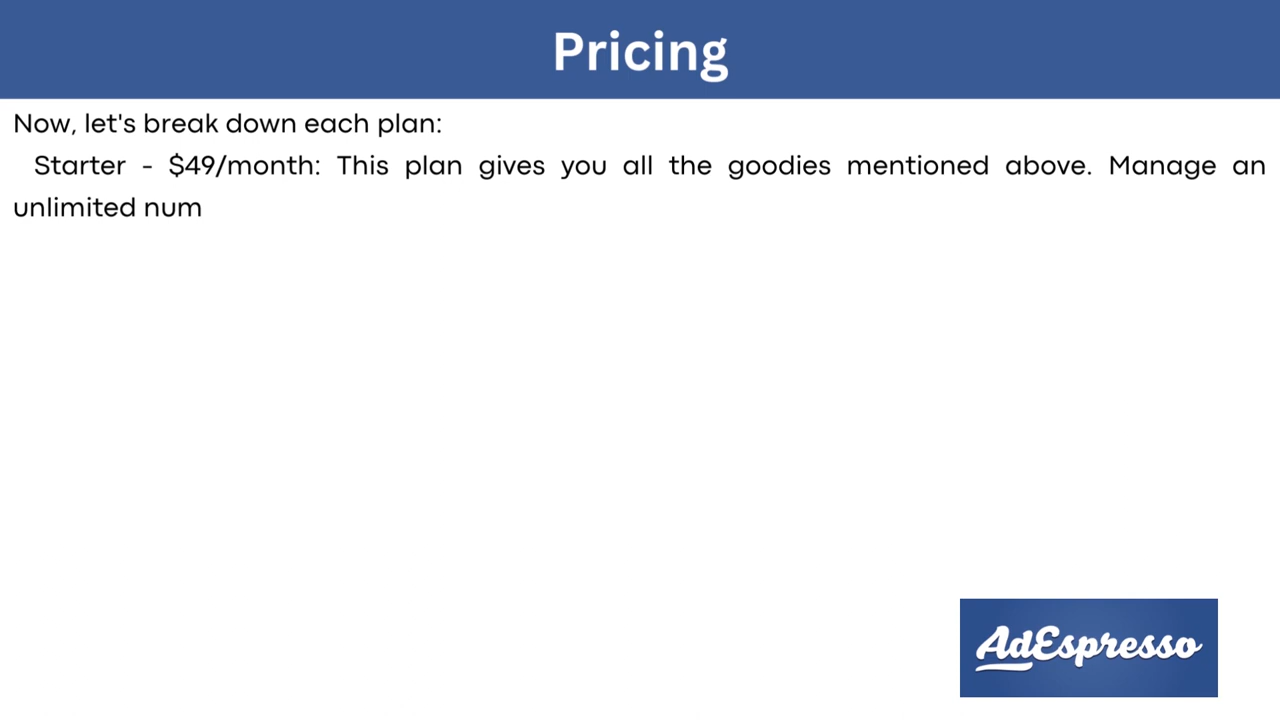 Pricing
Now, let's break down each plan:
Starter - $49/month: This plan gives you all the goodies mentioned above. Manage an
unlimited num
AdEspresso